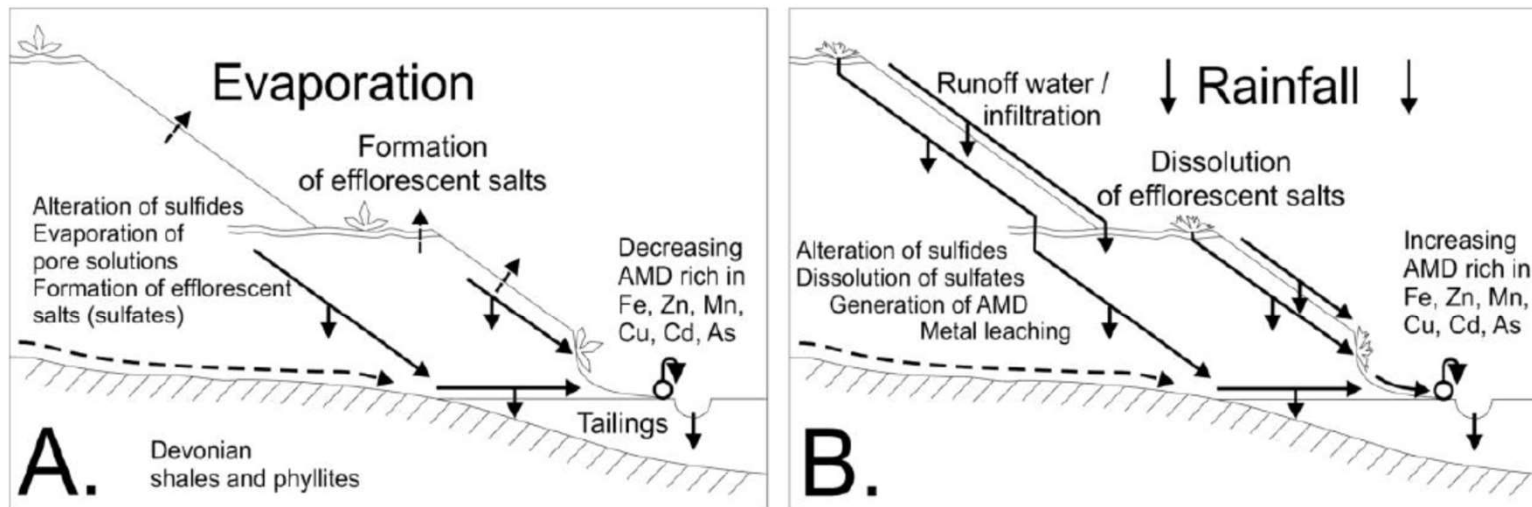 Evaporation
Formation
of efflorescent salts
Alteration of sulfides
Evaporation of
pore solutions
Formation of efflorescent
salts (sulfates)
Decreasing
AMD rich in
Fe, Zn, Mn,
Cu, Cd, As
Tailings
A.
Devonian
shales and phyllites
Runoff water /
infiltration
Rainfall
Dissolution
of efflorescent salts
Alteration of sulfides
Dissolution of sulfates
Generation of AMD
Metal leaching
Increasing
AMD rich in
Fe, Zn, Mn,
Cu, Cd, As
B.